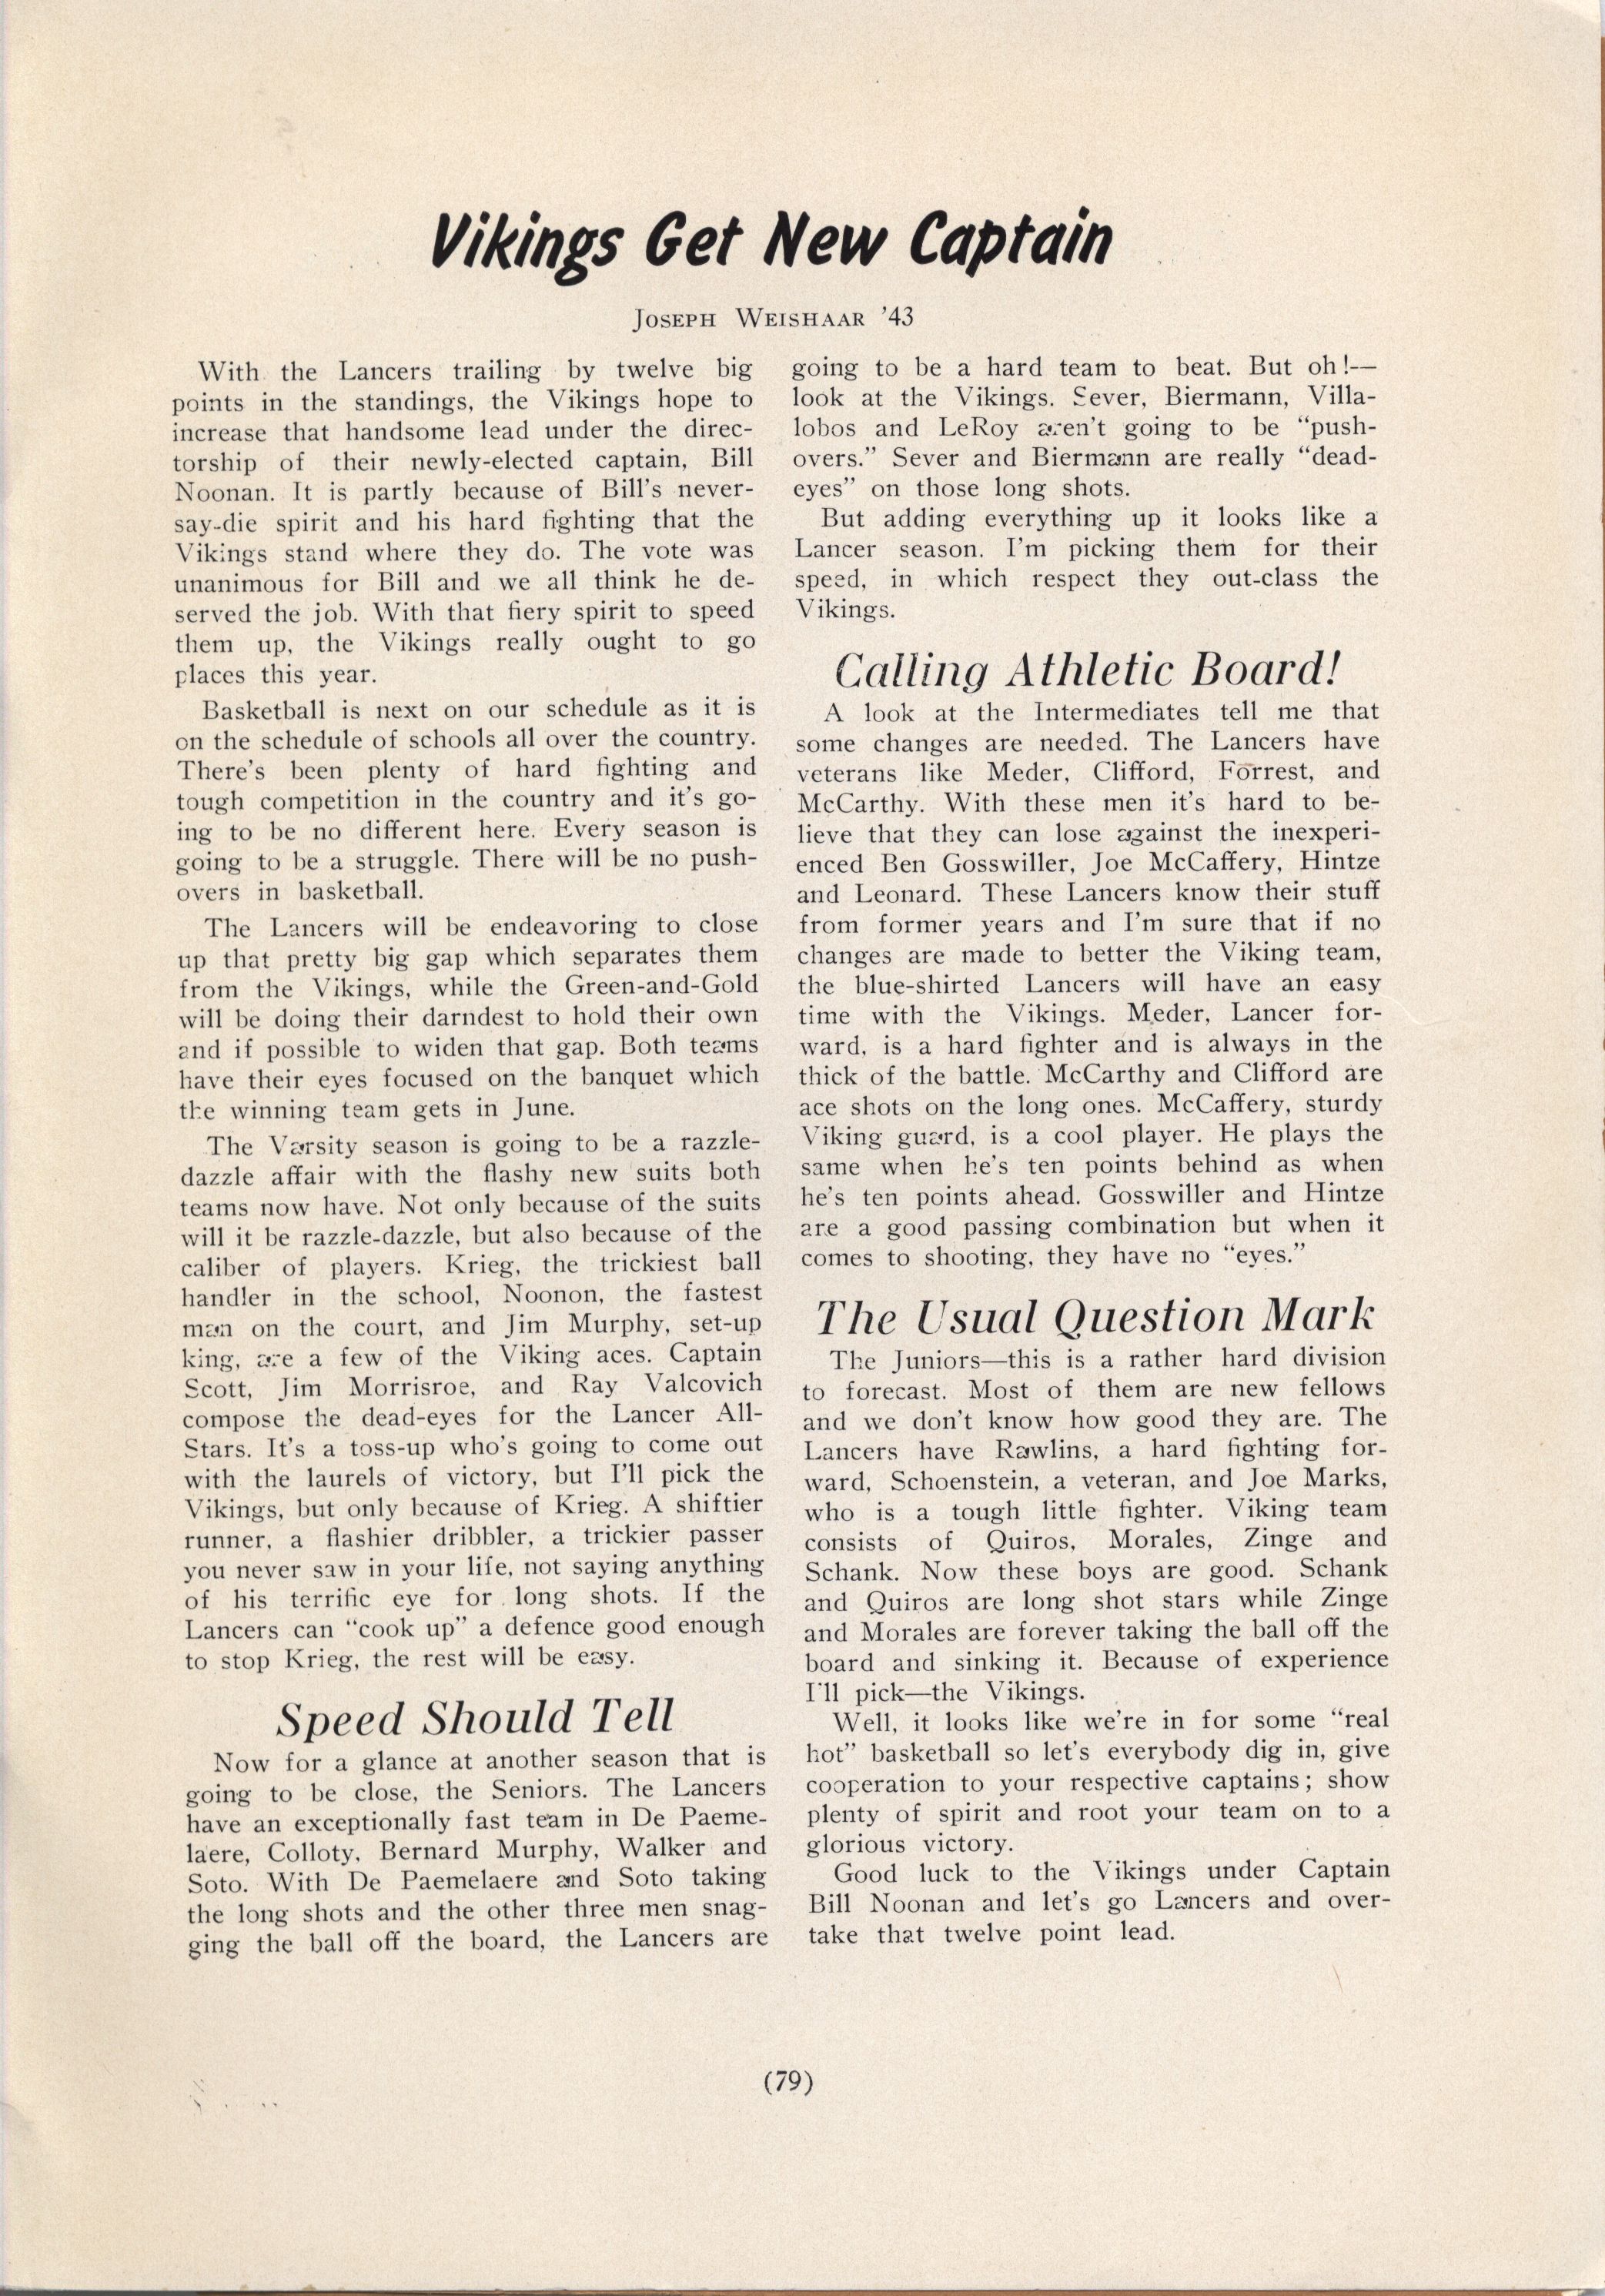 Vikings Get New Captain
JOSEPH WEISHAAR '43
With the Lancers trailing by twelve big
points in the standings, the Vikings hope to
increase that handsome lead under the direc-
torship of their newly-elected captain, Bill
Noonan. It is partly because of Bill's never-
say-die spirit and his hard fighting that the
Vikings stand where they do. The vote was
unanimous for Bill and we all think he de-
served the job. With that fiery spirit to speed
them up, the Vikings really ought to go
places this year.
Basketball is next on our schedule as it is
on the schedule of schools all over the country.
There's been plenty of hard fighting and
tough competition in the country and it's go-
ing to be no different here. Every season is
going to be a struggle. There will be no push-
overs in basketball.
The Lancers will be endeavoring to close
up that pretty big gap which separates them
from the Vikings, while the Green-and-Gold
will be doing their darndest to hold their own
and if possible to widen that gap. Both teams
have their eyes focused on the banquet which
the winning team gets in June.
The Varsity season is going to be a razzle-
dazzle affair with the flashy new suits both
teams now have. Not only because of the suits
will it be razzle-dazzle, but also because of the
caliber of players. Krieg, the trickiest ball
handler in the school, Noonon, the fastest
man on the court, and Jim Murphy, set-up
king, are a few of the Viking aces. Captain
Scott, Jim Morrisroe, and Ray Valcovich
compose the dead-eyes for the Lancer All-
Stars. It's a toss-up who's going to come out
with the laurels of victory, but I'll pick the
Vikings, but only because of Krieg. A shiftier
runner, a flashier dribbler, a trickier passer
you never saw in your life, not saying anything
of his terrific eye for long shots. If the
Lancers can "cook up" a defence good enough
to stop Krieg, the rest will be easy.
Speed Should Tell
Now for a glance at another season that is
going to be close, the Seniors. The Lancers
have an exceptionally fast team in De Paeme-
laere, Colloty, Bernard Murphy, Walker and
Soto. With De Paemelaere and Soto taking
the long shots and the other three men snag-
ging the ball off the board, the Lancers are
going to be a hard team to beat. But oh!—
look at the Vikings. Sever, Biermann, Villa-
lobos and LeRoy aren't going to be "push-
overs." Sever and Biermann are really "dead-
eyes" on those long shots.
But adding everything up it looks like a
Lancer season. I'm picking them for their
speed, in which respect they out-class the
Vikings.
Calling Athletic Board!
A look at the Intermediates tell me that
some changes are needed. The Lancers have
veterans like Meder, Clifford, Forrest, and
McCarthy. With these men it's hard to be-
lieve that they can lose against the inexperi-
enced Ben Gosswiller, Joe McCaffery, Hintze
and Leonard. These Lancers know their stuff
from former years and I'm sure that if no
changes are made to better the Viking team,
the blue-shirted Lancers will have an easy
time with the Vikings. Meder, Lancer for-
ward, is a hard fighter and is always in the
thick of the battle. McCarthy and Clifford are
ace shots on the long ones. McCaffery, sturdy
Viking guard, is a cool player. He plays the
same when he's ten points behind as when
he's ten points ahead. Gosswiller and Hintze
are a good passing combination but when it
comes to shooting, they have no "eyes."
The Usual Question Mark
The Juniors—this is a rather hard division
to forecast. Most of them are new fellows
and we don't know how good they are. The
Lancers have Rawlins, a hard fighting for-
ward, Schoenstein, a veteran, and Joe Marks,
who is a tough little fighter. Viking team
consists of Quiros, Morales, Zinge and
Schank. Now these boys are good. Schank
and Quiros are long shot stars while Zinge
and Morales are forever taking the ball off the
board and sinking it. Because of experience
I'll pick—the Vikings.
Well, it looks like we're in for some "real
hot" basketball so let's everybody dig in, give
cooperation to your respective captains; show
plenty of spirit and root your team on to a
glorious victory.
Good luck to the Vikings under Captain
Bill Noonan and let's go Lancers and over-
take that twelve point lead.
(79)